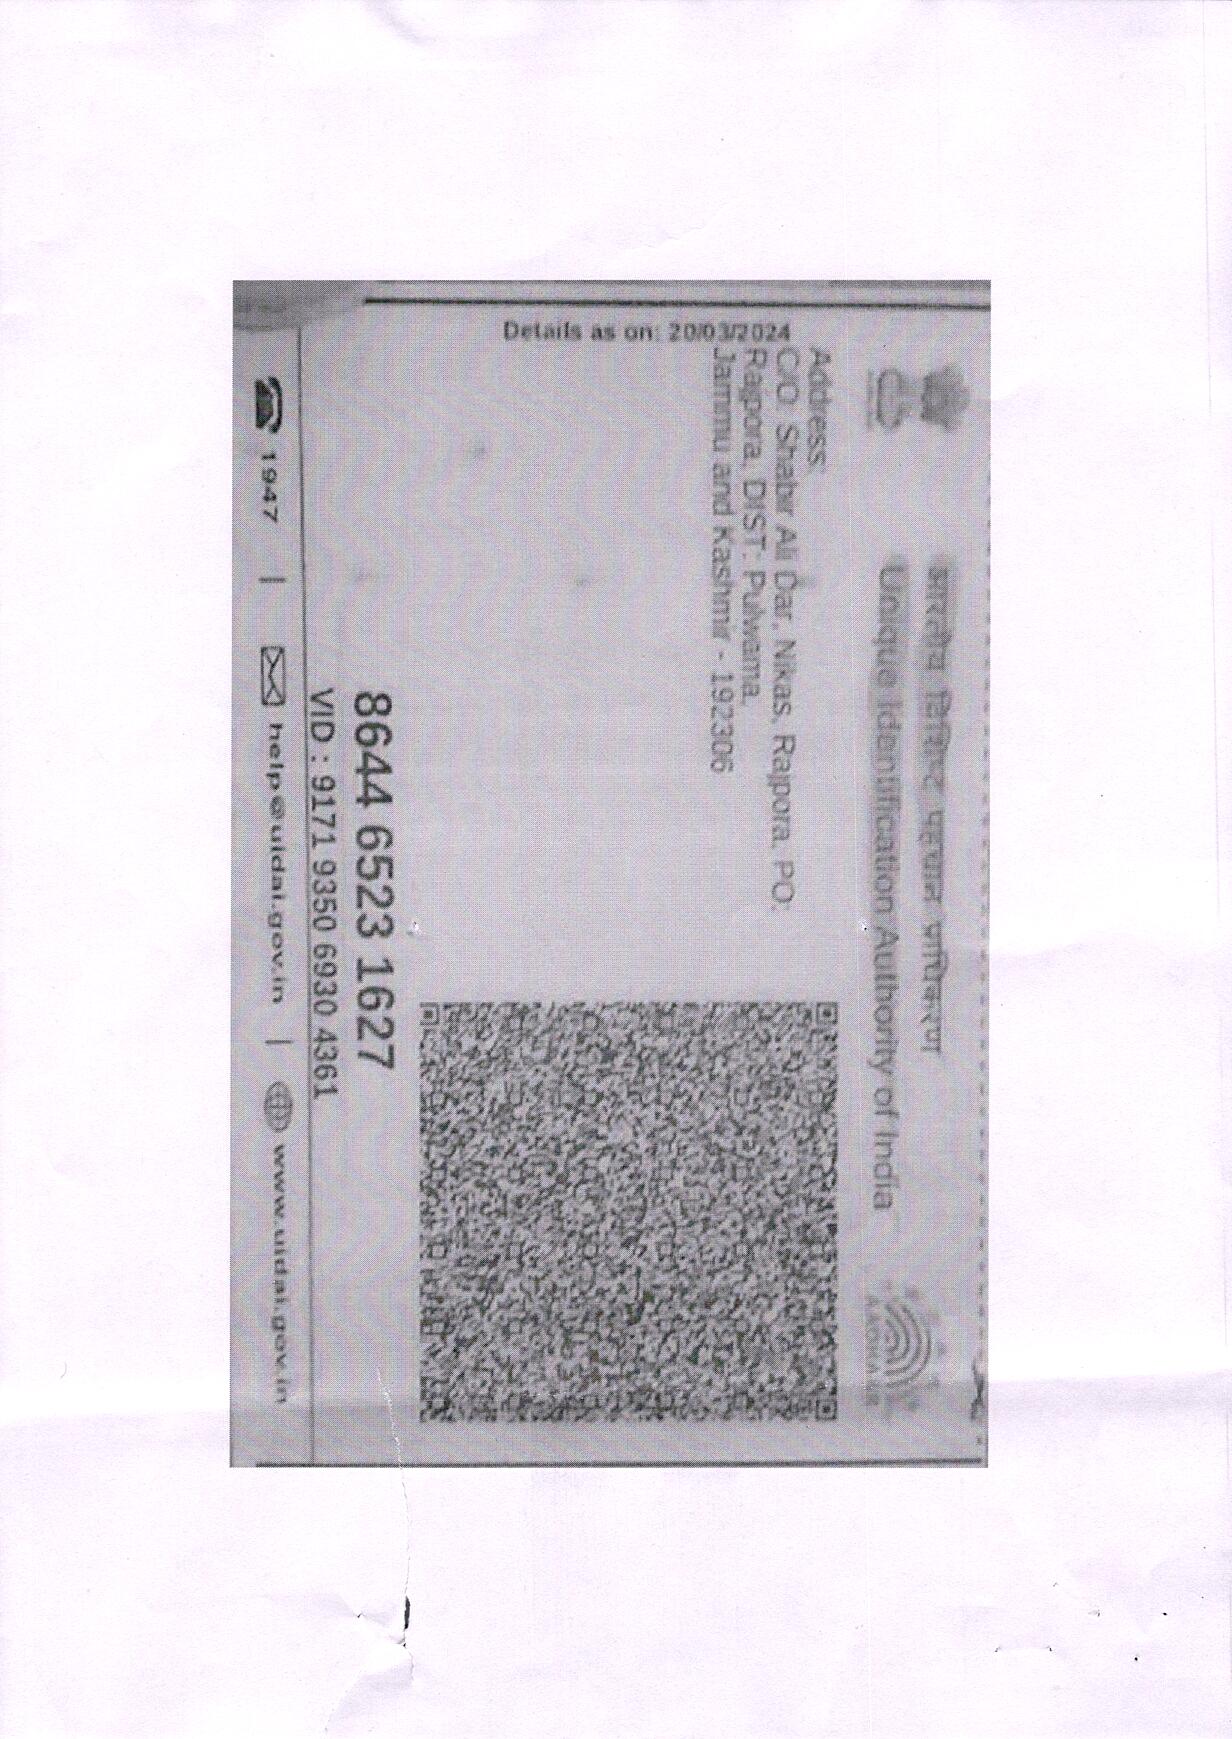 भारतीय विशिष्ट पहचान प्राधिकरण
Unique Identification Authority of India
AADHAAR
Address:
C/O: Shabir Ali Dar, Nikas, Rajpora, PO:
Rajpora, DIST: Pulwama,
Jammu and Kashmir - 192306
Details as on: 20/03/2024
8644 6523 1627
VID : 9171 9350 6930 4361
1947 | help@uidai.gov.in | www.uidai.gov.in